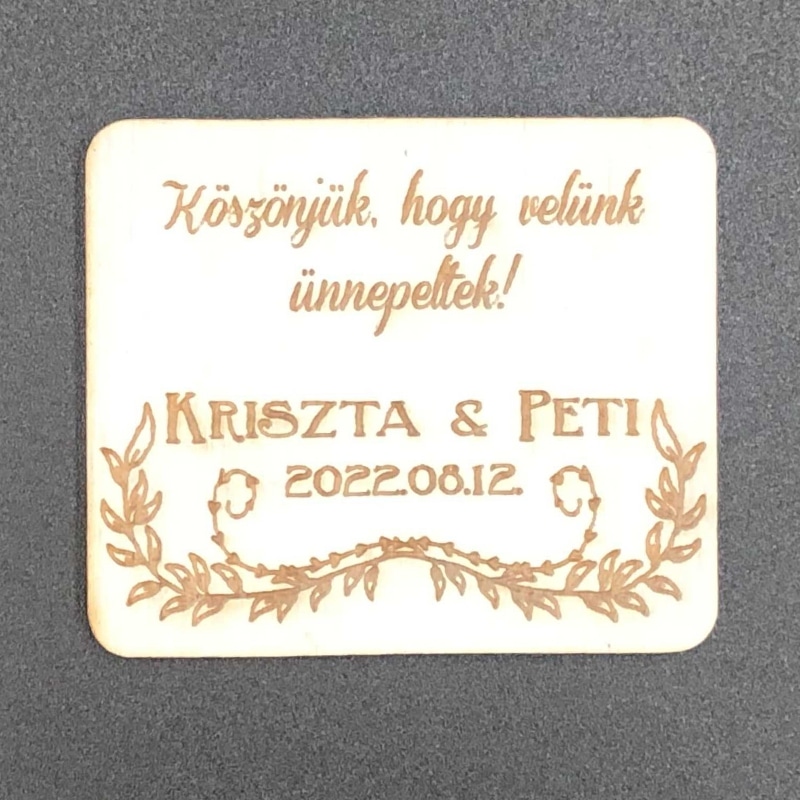 Köszönjük, hogy velünk
ünnepeltek!
KRISZTA & PETI
2022.08.12.